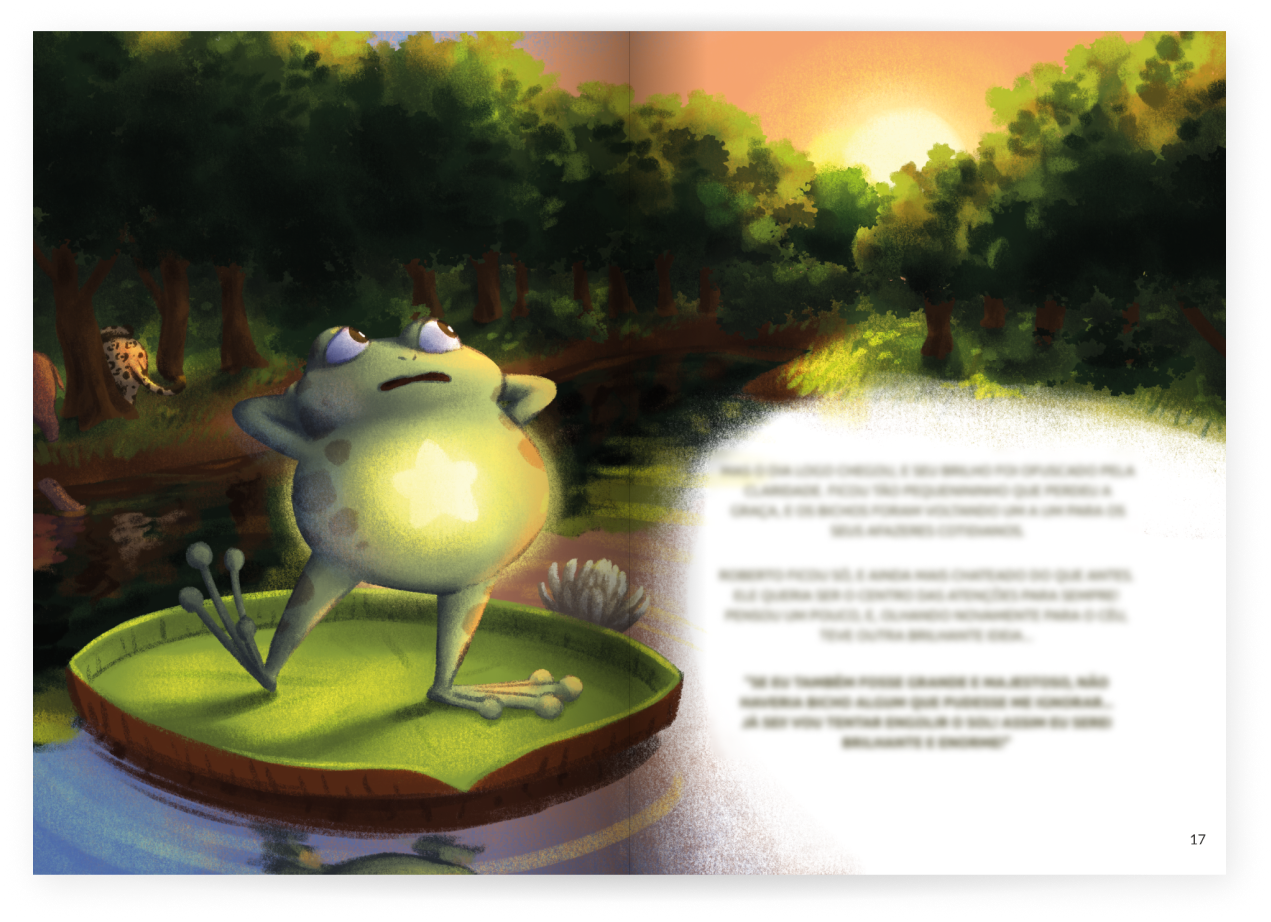 MAS O DIA LOGO CHEGOU, E SEU BRILHO FOI OFUSCADO PELA
CLARIDADE. FICOU TÃO PEQUENININHO QUE PERDEU A
GRAÇA, E OS BICHOS FORAM VOLTANDO UM A UM PARA OS
SEUS AFAZERES COTIDIANOS.
ROBERTO FICOU SÓ, E AINDA MAIS CHATEADO DO QUE ANTES.
ELE QUERIA SER O CENTRO DAS ATENÇÕES PARA SEMPRE!
PENSOU UM POUCO, E, OLHANDO NOVAMENTE PARA O CÉU,
TEVE OUTRA BRILHANTE IDEIA...
"SE EU TAMBÉM FOSSE GRANDE E MAJESTOSO, NÃO
HAVERIA BICHO ALGUM QUE PUDESSE ME IGNORAR...
JÁ SEI! VOU TENTAR ENGOLIR O SOL! ASSIM EU SEREI
BRILHANTE E ENORME!"
17